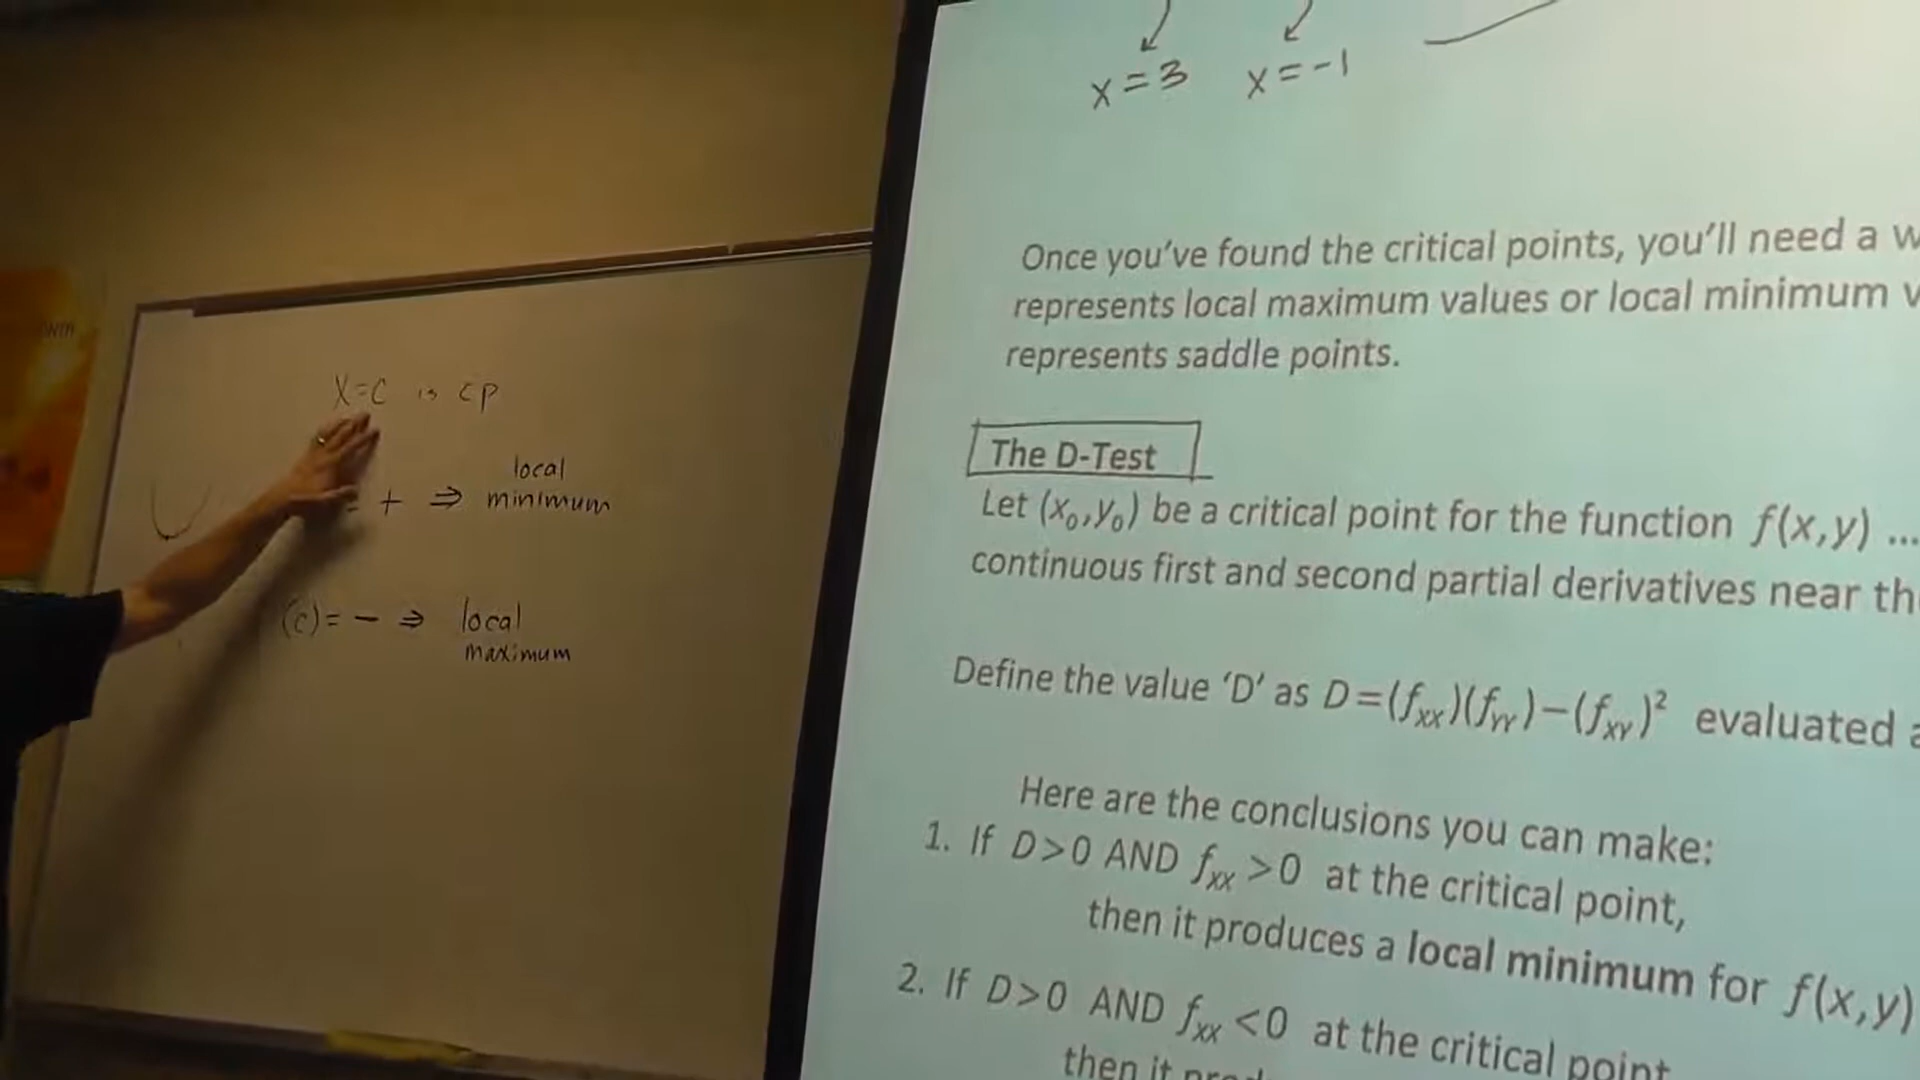 X=C is CP
local
= + ⇒ minimum
(c) = − ⇒ local
maximum
x=3 x=-1
Once you've found the critical points, you'll need a
represents local maximum values or local minimum
represents saddle points.
The D-Test
Let (x₀,y₀) be a critical point for the function f(x,y) ...
continuous first and second partial derivatives near
Define the value 'D' as D=(fxx)(fyy)−(fxy)² evaluated
Here are the conclusions you can make:
1. If D>0 AND fxx >0 at the critical point,
then it produces a local minimum for f(x,y)
2. If D>0 AND fxx <0 at the critical point
then it